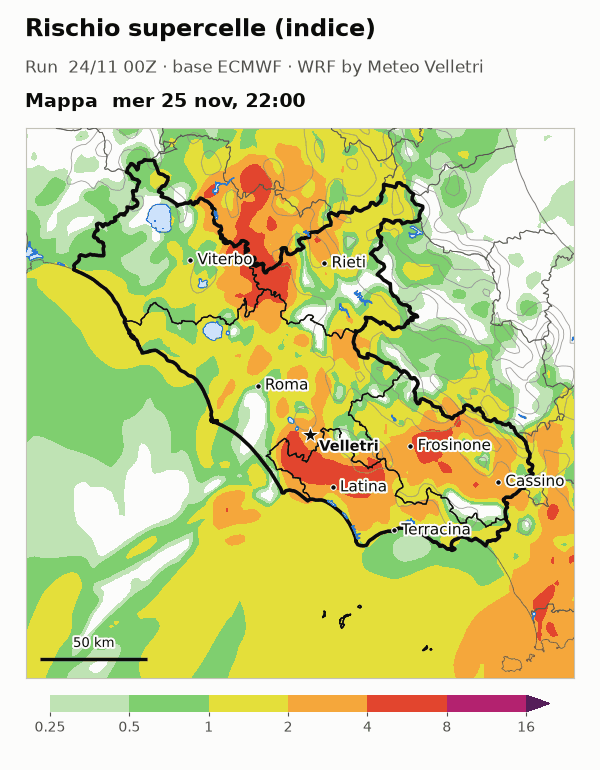 Rischio supercelle (indice)
Run  24/11 00Z · base ECMWF · WRF by Meteo Velletri
Mappa  mer 25 nov, 22:00
Viterbo
Rieti
Roma
Velletri
Frosinone
Latina
Cassino
Terracina
50 km
0.25 0.5 1 2 4 8 16